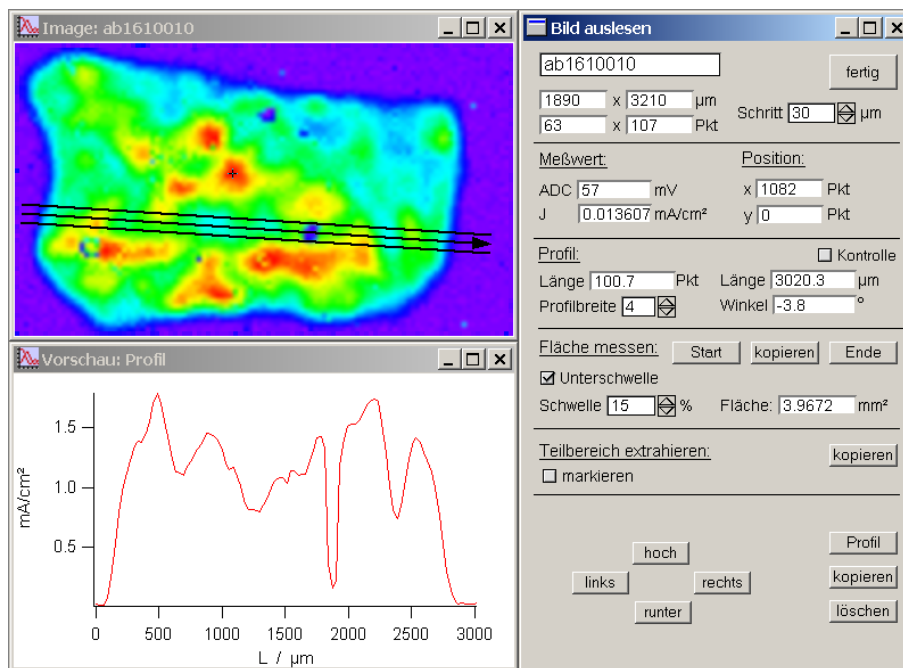 Image: ab1610010
Vorschau: Profil
1.5
1.0
0.5
mA/cm²
0 500 1000 1500 2000 2500 3000
L / µm
Bild auslesen
ab1610010 fertig
1890 x 3210 µm
63 x 107 Pkt
Schritt 30 µm
Meßwert: Position:
ADC 57 mV x 1082 Pkt
J 0.013607 mA/cm² y 0 Pkt
Profil: Kontrolle
Länge 100.7 Pkt Länge 3020.3 µm
Profilbreite 4 Winkel -3.8 °
Fläche messen: Start kopieren Ende
Unterschwelle
Schwelle 15 % Fläche: 3.9672 mm²
Teilbereich extrahieren: kopieren
markieren
Profil
hoch
links rechts kopieren
runter löschen